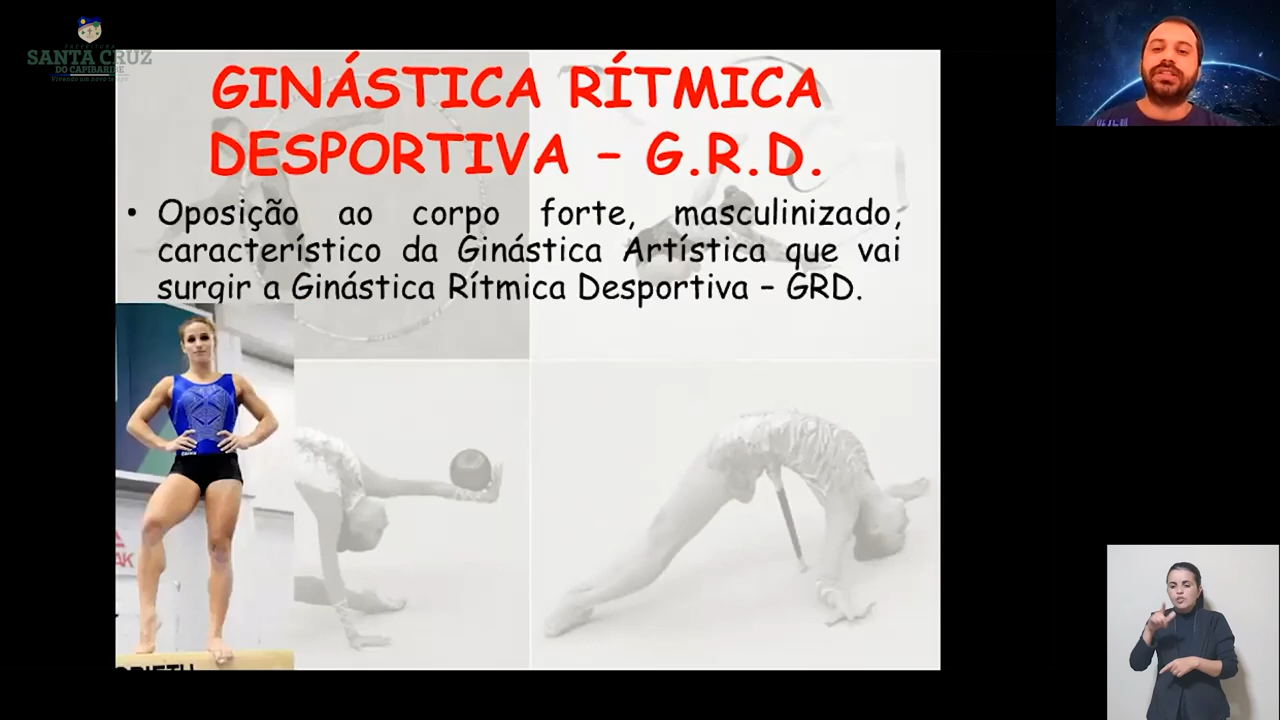 PREFEITURA
SANTA CRUZ
DO CAPIBARIBE
GINÁSTICA RÍTMICA
DESPORTIVA – G.R.D.
• Oposição ao corpo forte, masculinizado,
característico da Ginástica Artística que vai
surgir a Ginástica Rítmica Desportiva – GRD.